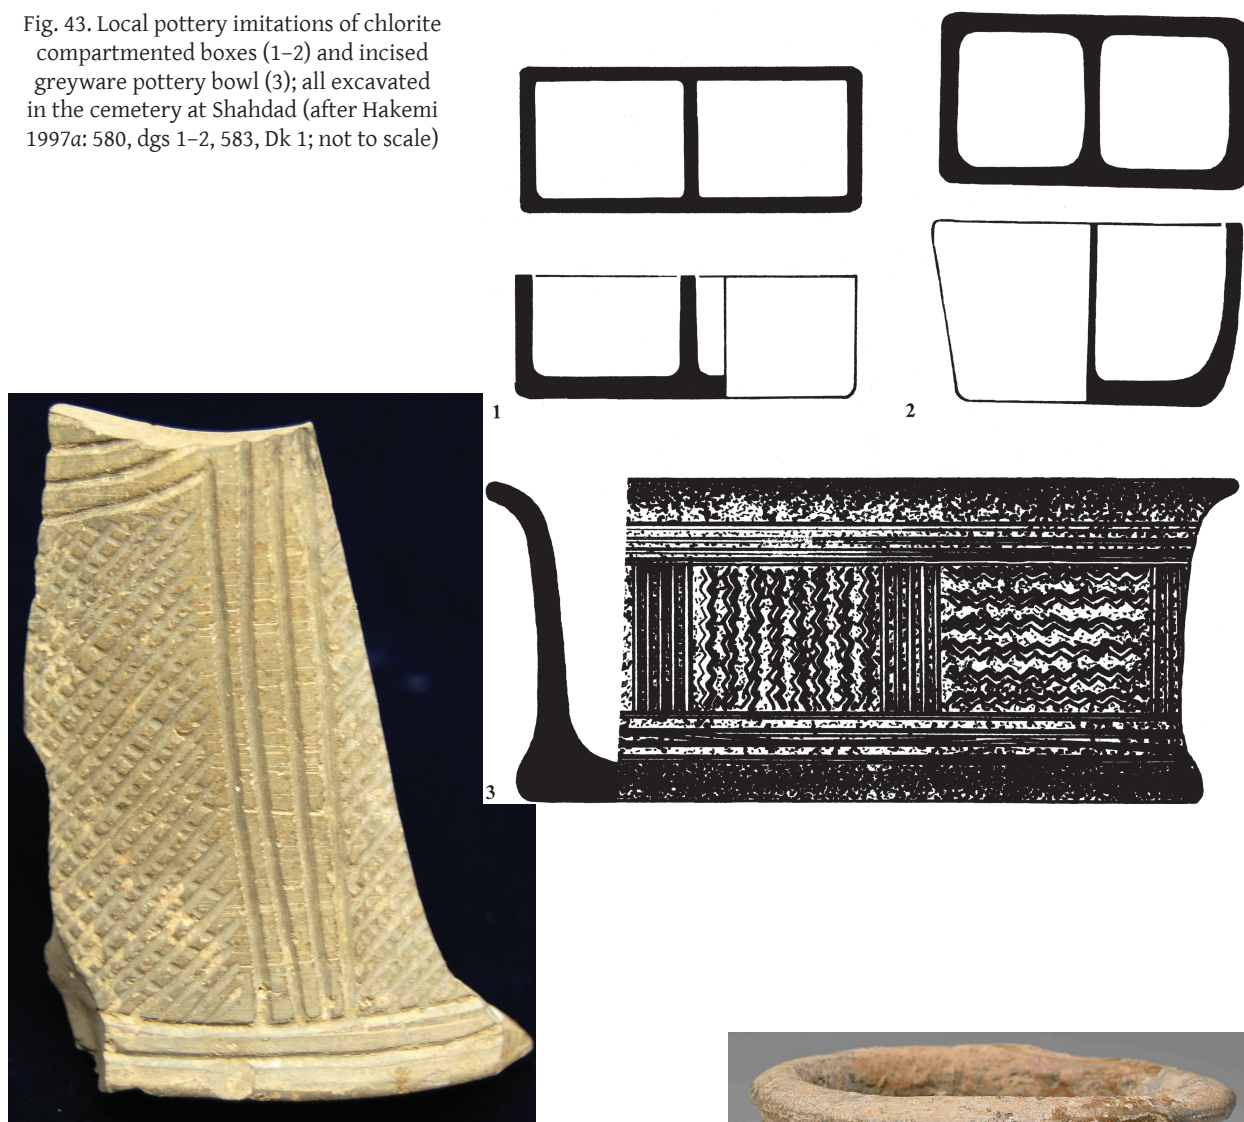 Fig. 43. Local pottery imitations of chlorite
compartmented boxes (1–2) and incised
greyware pottery bowl (3); all excavated
in the cemetery at Shahdad (after Hakemi
1997a: 580, dgs 1–2, 583, Dk 1; not to scale)
1
2
3